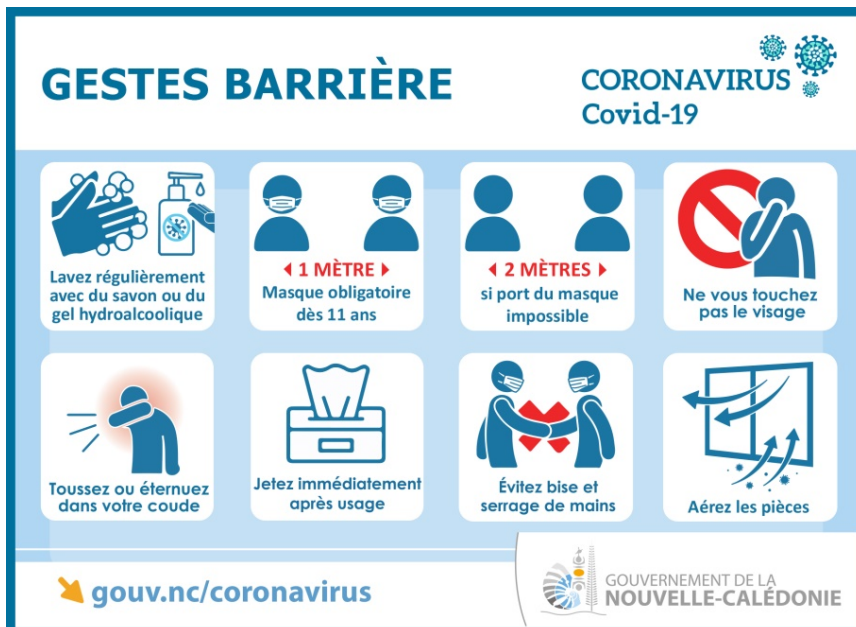 GESTES BARRIÈRE
CORONAVIRUS
Covid-19
Lavez régulièrement
avec du savon ou du
gel hydroalcoolique
1 MÈTRE
Masque obligatoire
dès 11 ans
2 MÈTRES
si port du masque
impossible
Ne vous touchez
pas le visage
Toussez ou éternuez
dans votre coude
Jetez immédiatement
après usage
Évitez bise et
serrage de mains
Aérez les pièces
gouv.nc/coronavirus
GOUVERNEMENT DE LA
NOUVELLE-CALÉDONIE